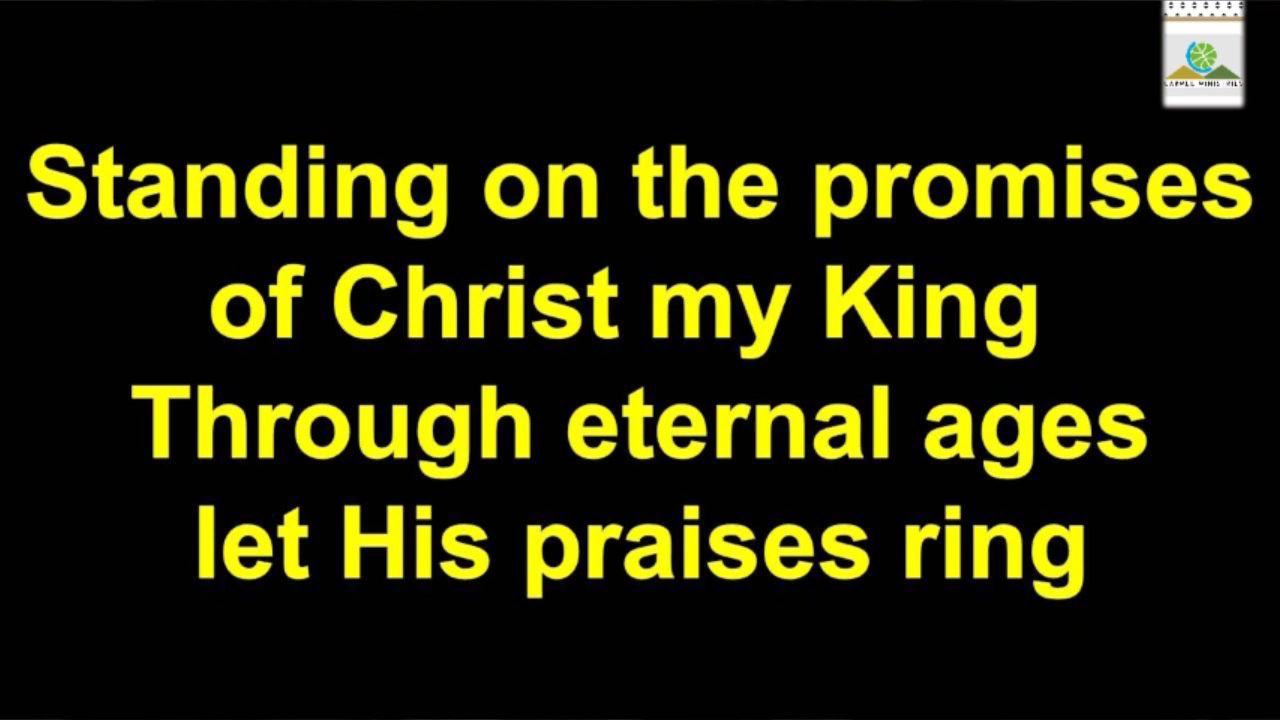 Standing on the promises
of Christ my King
Through eternal ages
let His praises ring